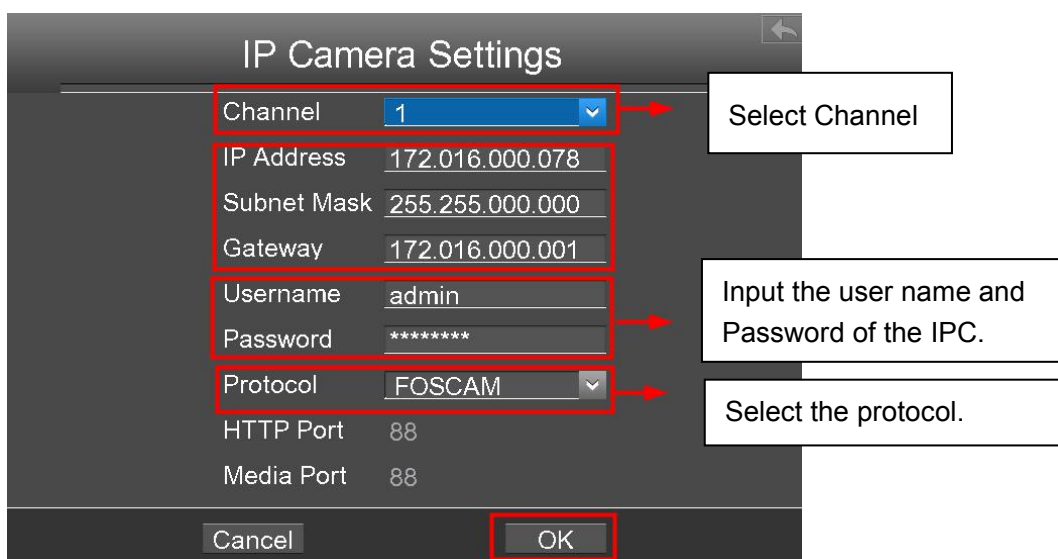 IP Camera Settings
Channel 1
Select Channel
IP Address 172.016.000.078
Subnet Mask 255.255.000.000
Gateway 172.016.000.001
Username admin
Password ********
Input the user name and
Password of the IPC.
Protocol FOSCAM
Select the protocol.
HTTP Port 88
Media Port 88
Cancel OK